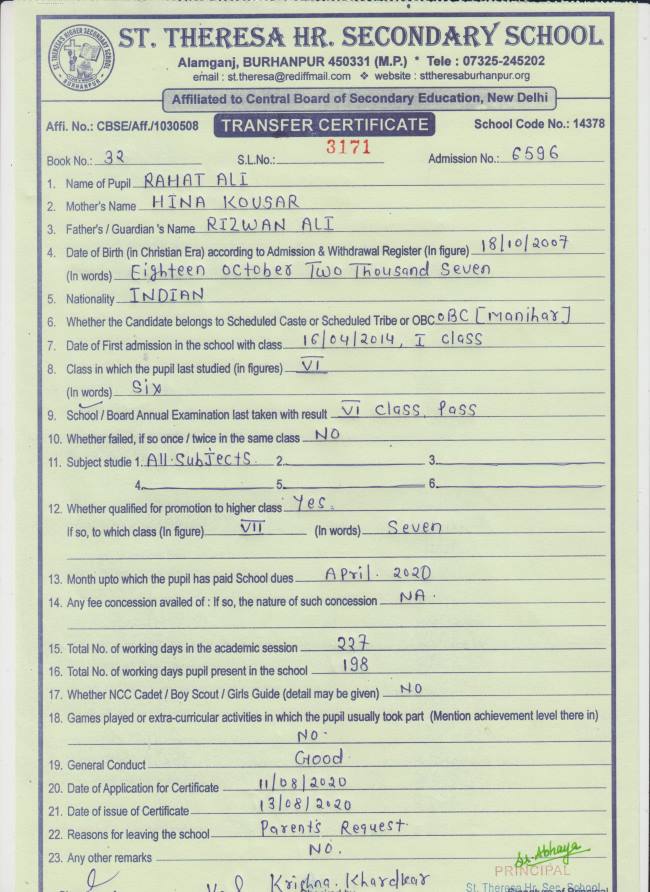 ST. THERESA'S HIGHER SECONDARY SCHOOL
BURHANPUR
ST. THERESA HR. SECONDARY SCHOOL
Alamganj, BURHANPUR 450331 (M.P.) * Tele : 07325-245202
email : st.theresa@rediffmail.com ❖ website : sttheresaburhanpur.org
Affiliated to Central Board of Secondary Education, New Delhi
Affi. No.: CBSE/Aff./1030508 TRANSFER CERTIFICATE School Code No.: 14378
Book No.: 32 S.L.No.: 3171 Admission No.: 6596
1. Name of Pupil RAHAT ALI
2. Mother's Name HINA KOUSAR
3. Father's / Guardian 's Name RIZWAN ALI
4. Date of Birth (in Christian Era) according to Admission & Withdrawal Register (In figure) 18/10/2007
(In words) Eighteen october Two Thousand Seven
5. Nationality INDIAN
6. Whether the Candidate belongs to Scheduled Caste or Scheduled Tribe or OBC OBC [Manihar]
7. Date of First admission in the school with class 16/04/2014, I class
8. Class in which the pupil last studied (in figures) VI
(In words) Six
9. School / Board Annual Examination last taken with result VI class, Pass
10. Whether failed, if so once / twice in the same class NO
11. Subject studie 1. All Subjects. 2. 3.
4. 5. 6.
12. Whether qualified for promotion to higher class Yes.
If so, to which class (In figure) VII (In words) Seven
13. Month upto which the pupil has paid School dues April. 2020
14. Any fee concession availed of : If so, the nature of such concession NA.
15. Total No. of working days in the academic session 227
16. Total No. of working days pupil present in the school 198
17. Whether NCC Cadet / Boy Scout / Girls Guide (detail may be given) NO
18. Games played or extra-curricular activities in which the pupil usually took part (Mention achievement level there in)
NO.
19. General Conduct Good
20. Date of Application for Certificate 11/08/2020
21. Date of issue of Certificate 13/08/2020
22. Reasons for leaving the school Parent's Request.
23. Any other remarks NO.
Sr. Abhaya
PRINCIPAL
Krishna. Khardkar
St. Theresa Hr. Sec. School